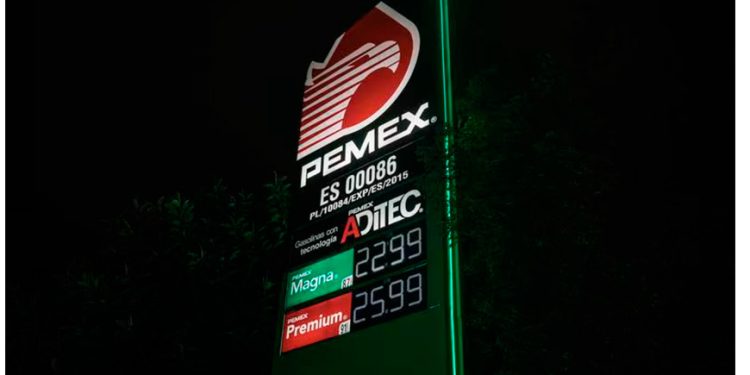 PEMEX®
ES 00086
PL/10084/EXP/ES/2015
Gasolinas con tecnología
PEMEX
ADITEC®
PEMEX
Magna® 87 22.99
PEMEX
Premium® 91 25.99